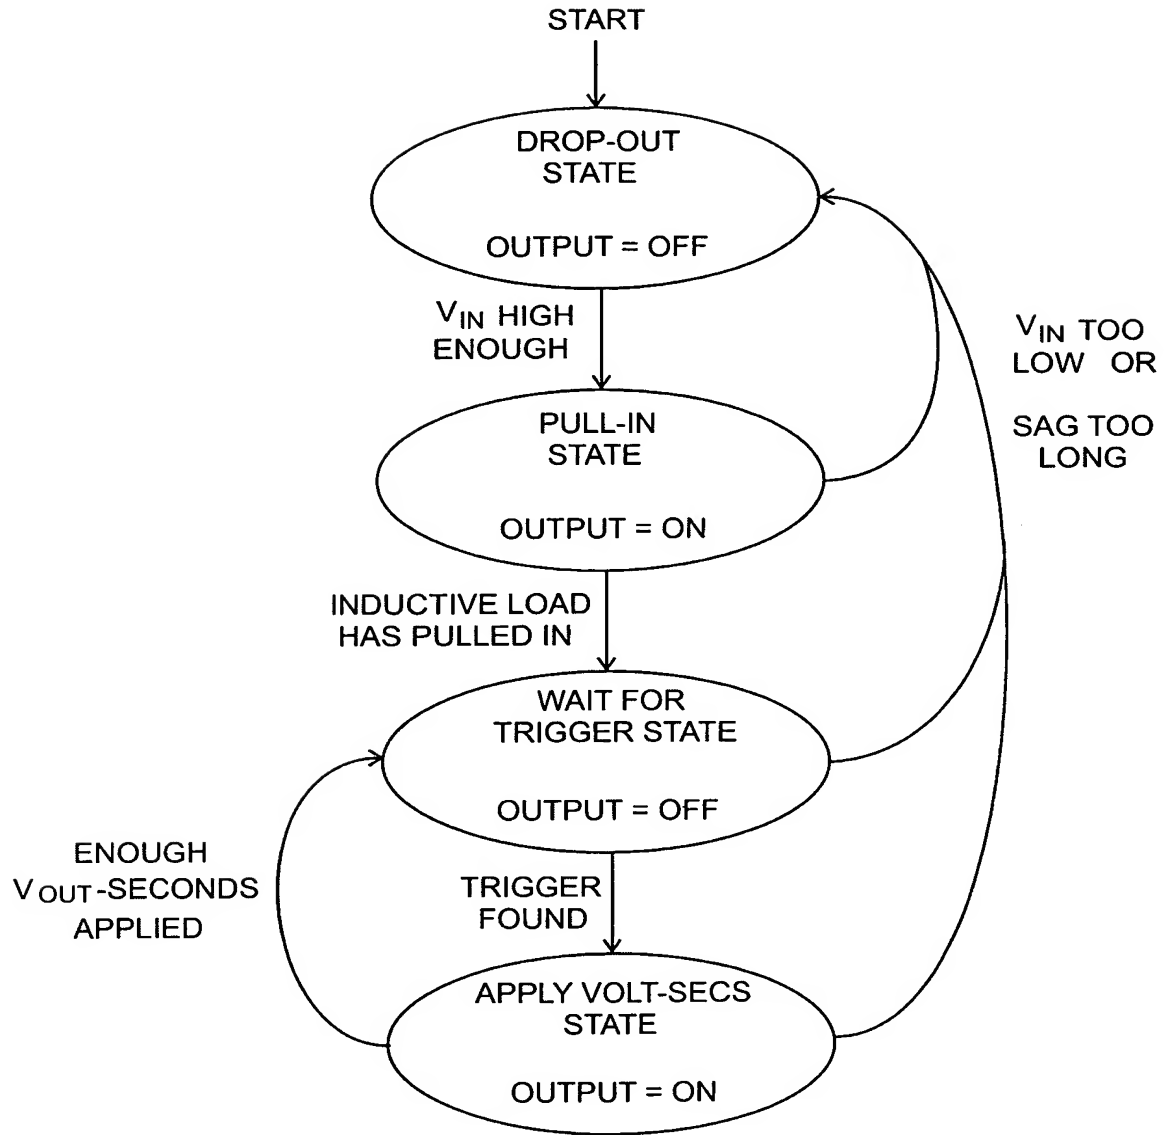 START
DROP-OUT
STATE
OUTPUT = OFF
VIN HIGH
ENOUGH
VIN TOO
LOW OR
SAG TOO
LONG
PULL-IN
STATE
OUTPUT = ON
INDUCTIVE LOAD
HAS PULLED IN
WAIT FOR
TRIGGER STATE
OUTPUT = OFF
ENOUGH
VOUT-SECONDS
APPLIED
TRIGGER
FOUND
APPLY VOLT-SECS
STATE
OUTPUT = ON